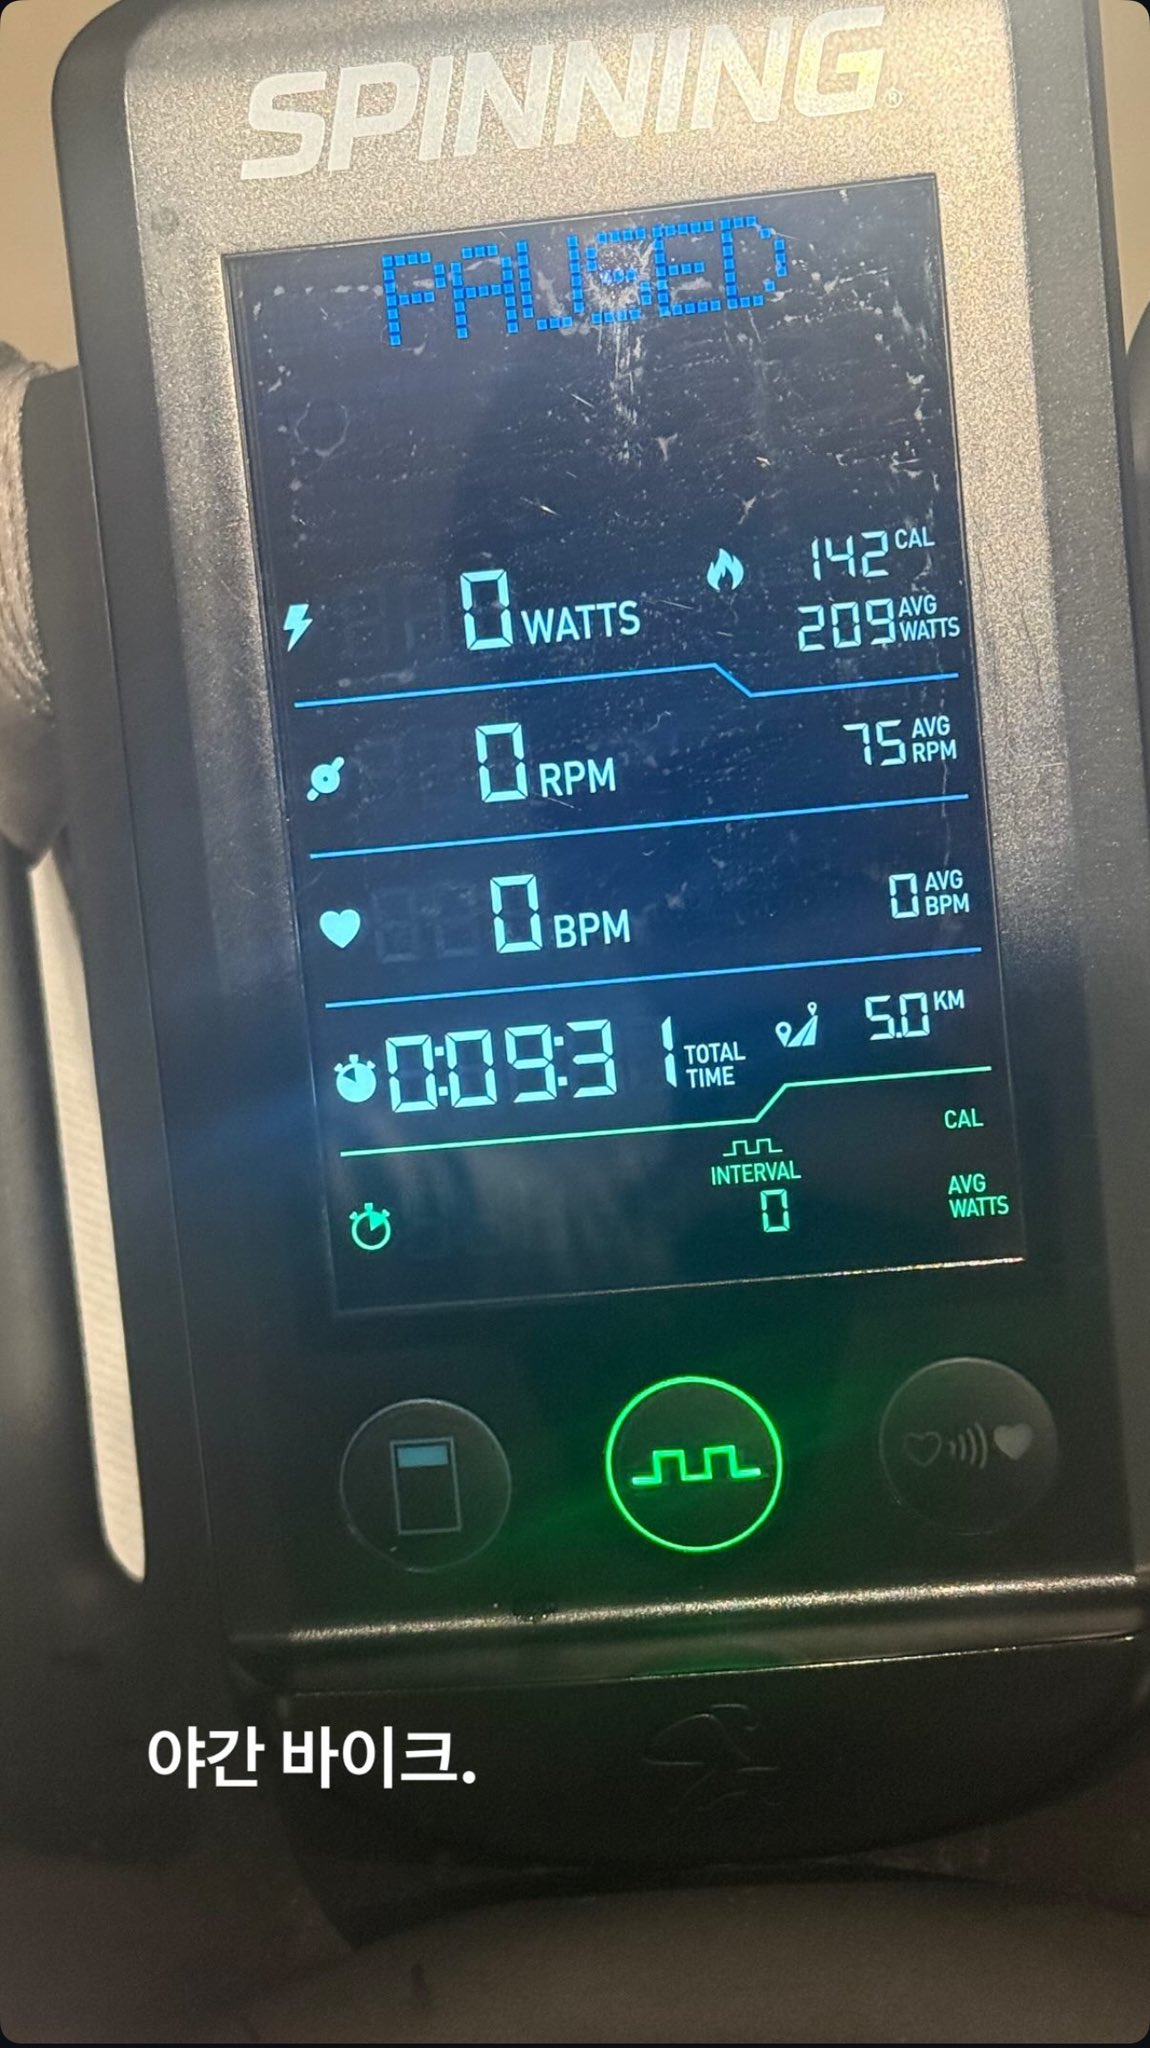 SPINNING®
PAUSED
0 WATTS
142 CAL
209 AVG WATTS
0 RPM
75 AVG RPM
0 BPM
0 AVG BPM
0:09:31 TOTAL TIME
5.0 KM
CAL
INTERVAL
0
AVG WATTS
야간 바이크.